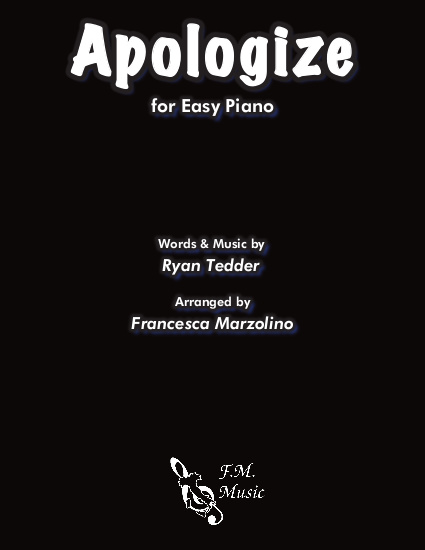 Apologize
for Easy Piano
Words & Music by
Ryan Tedder
Arranged by
Francesca Marzolino
F.M.
Music